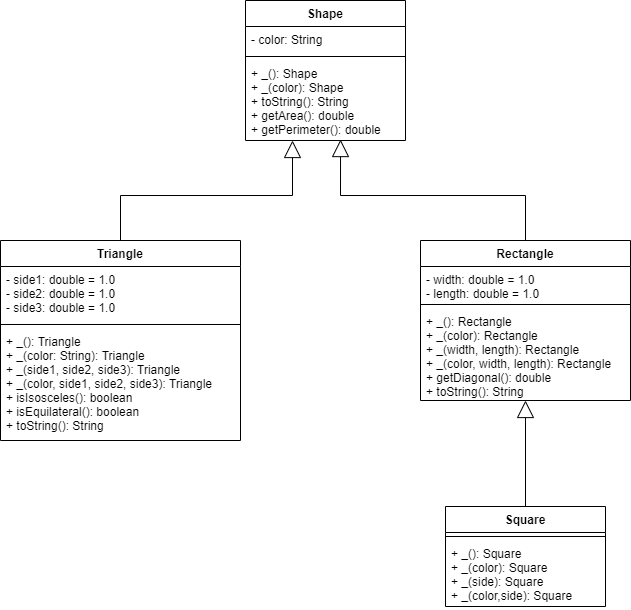 Shape
- color: String
+ _(): Shape
+ _(color): Shape
+ toString(): String
+ getArea(): double
+ getPerimeter(): double
Triangle
- side1: double = 1.0
- side2: double = 1.0
- side3: double = 1.0
+ _(): Triangle
+ _(color: String): Triangle
+ _(side1, side2, side3): Triangle
+ _(color, side1, side2, side3): Triangle
+ isIsosceles(): boolean
+ isEquilateral(): boolean
+ toString(): String
Rectangle
- width: double = 1.0
- length: double = 1.0
+ _(): Rectangle
+ _(color): Rectangle
+ _(width, length): Rectangle
+ _(color, width, length): Rectangle
+ getDiagonal(): double
+ toString(): String
Square
+ _(): Square
+ _(color): Square
+ _(side): Square
+ _(color,side): Square